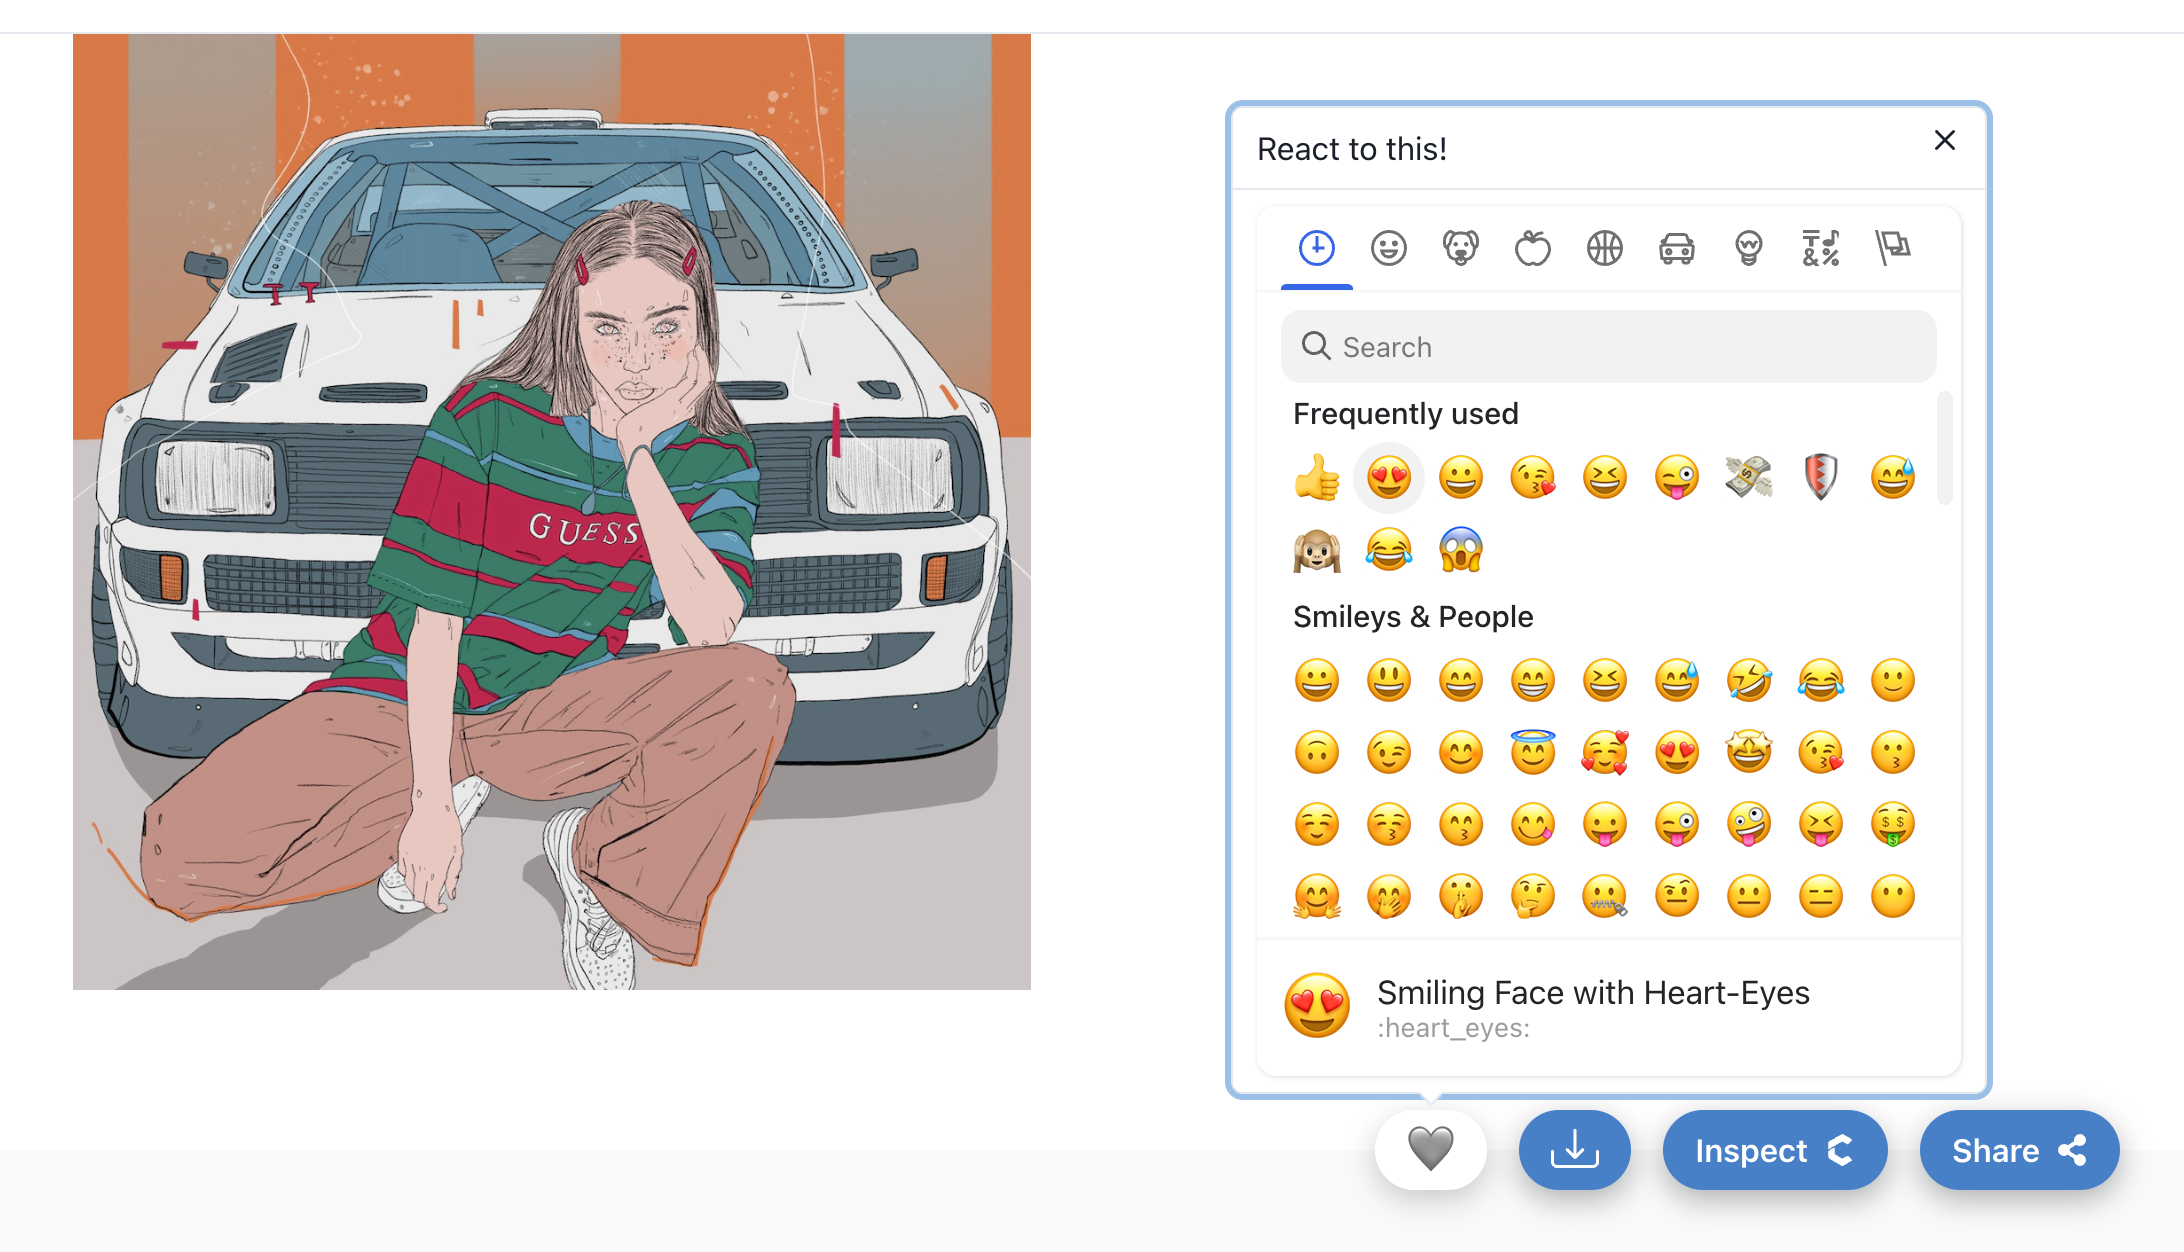 GUESS
React to this!
Search
Frequently used
Smileys & People
Smiling Face with Heart-Eyes
:heart_eyes:
Inspect
Share